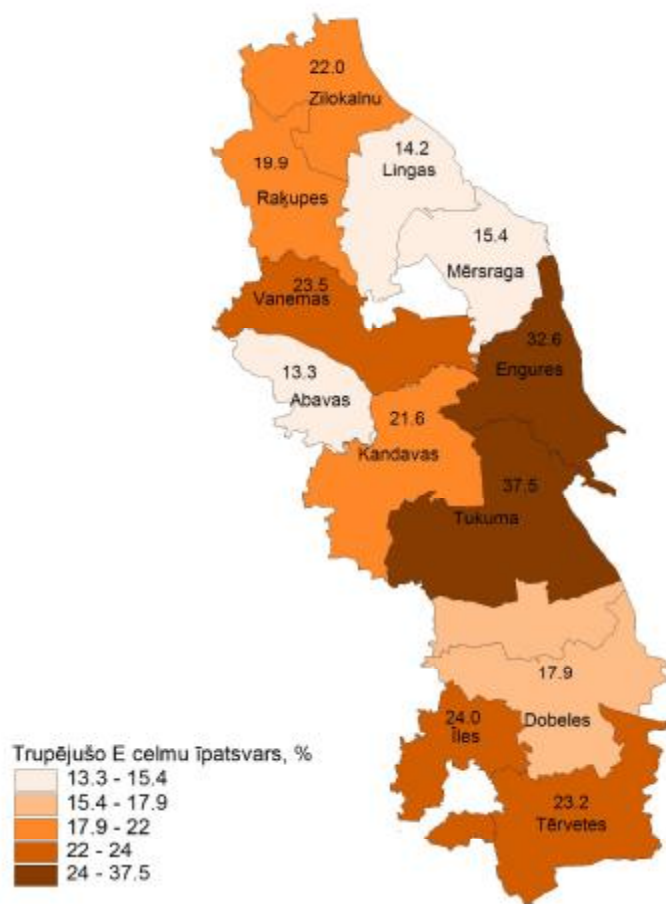 22.0
Zilokalnu
14.2
Lingas
19.9
Raķupes
15.4
Mērsraga
23.5
Vanemas
32.6
Engures
13.3
Abavas
21.6
Kandavas
37.5
Tukuma
17.9
Dobeles
24.0
Īles
23.2
Tērvetes
Trupējušo E celmu īpatsvars, %
13.3 - 15.4
15.4 - 17.9
17.9 - 22
22 - 24
24 - 37.5